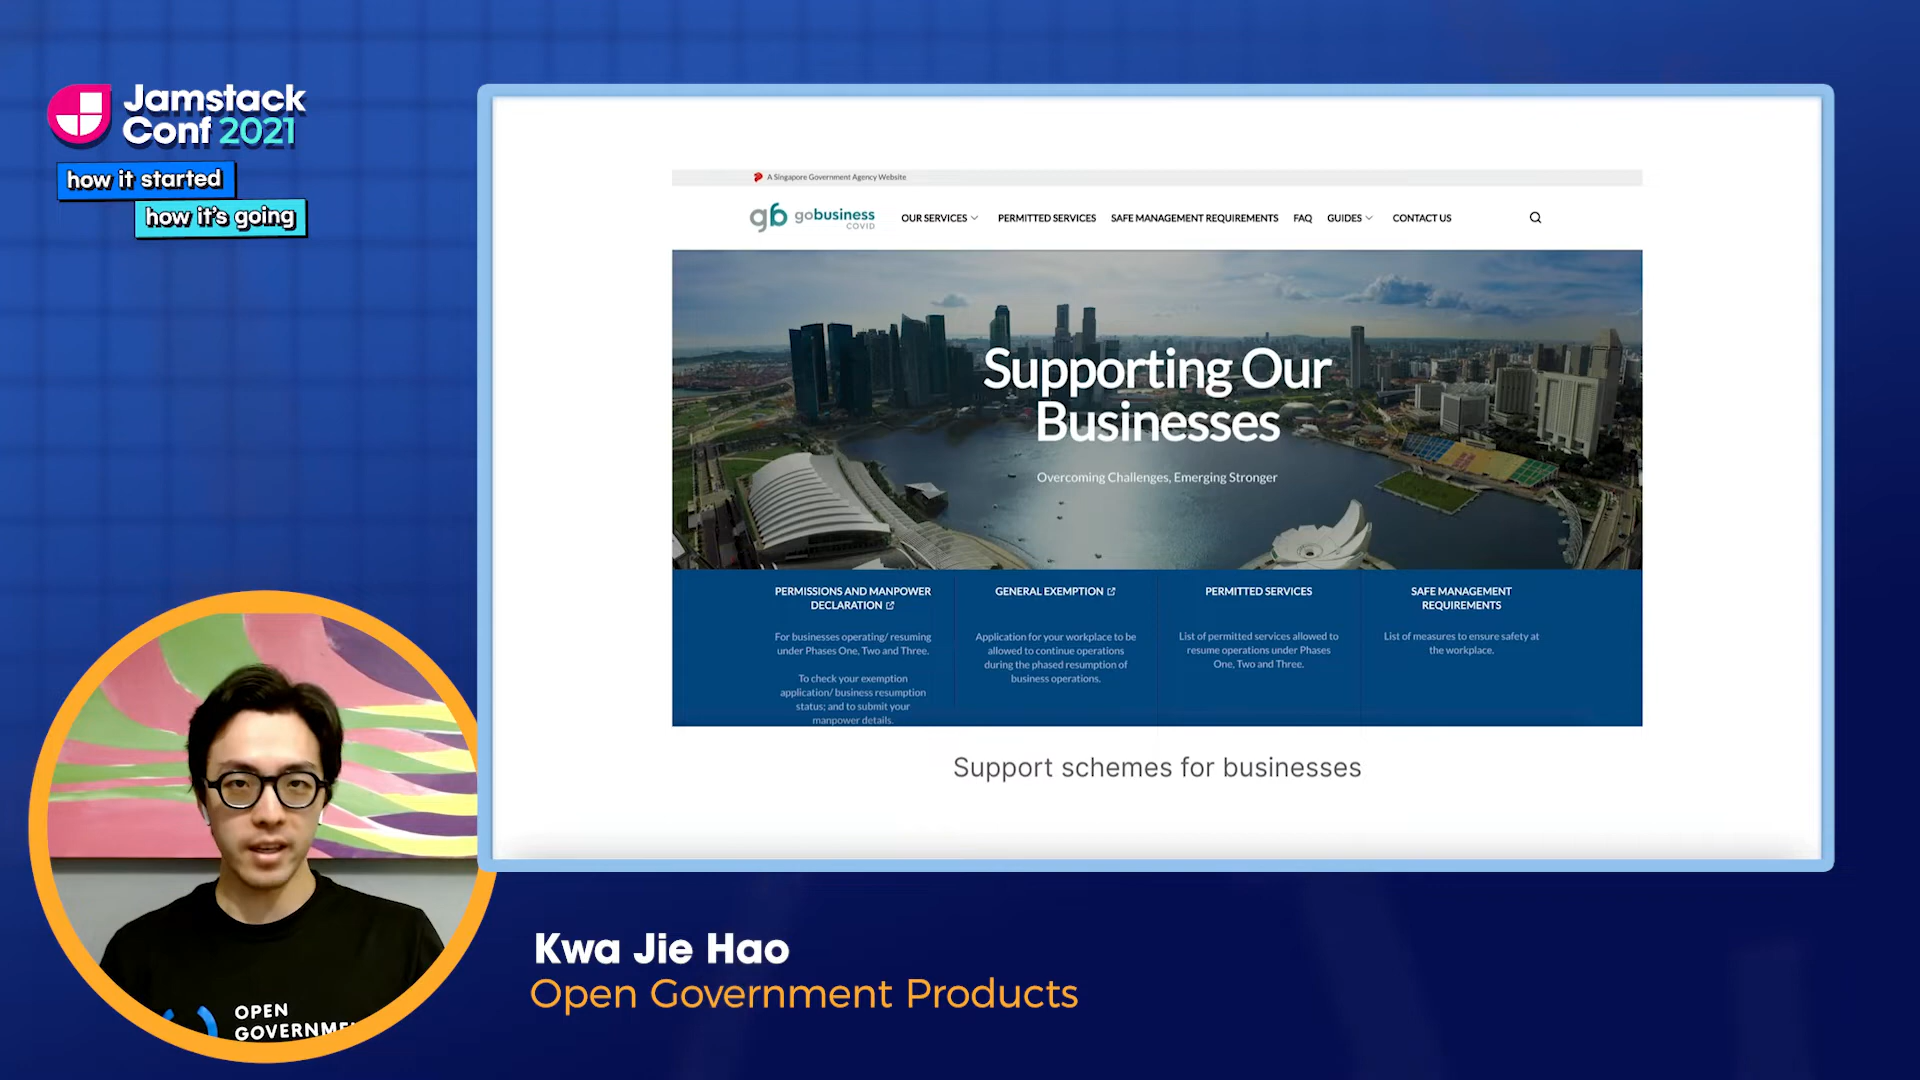 Jamstack
Conf 2021
how it started
how it's going
A Singapore Government Agency Website
gb gobusiness
COVID
OUR SERVICES
PERMITTED SERVICES
SAFE MANAGEMENT REQUIREMENTS
FAQ
GUIDES
CONTACT US
Supporting Our
Businesses
Overcoming Challenges, Emerging Stronger
PERMISSIONS AND MANPOWER
DECLARATION
For businesses operating/ resuming
under Phases One, Two and Three.
To check your exemption
application/ business resumption
status; and to submit your
manpower details.
GENERAL EXEMPTION
Application for your workplace to be
allowed to continue operations
during the phased resumption of
business operations.
PERMITTED SERVICES
List of permitted services allowed to
resume operations under Phases
One, Two and Three.
SAFE MANAGEMENT
REQUIREMENTS
List of measures to ensure safety at
the workplace.
Support schemes for businesses
OPEN
GOVERNME
Kwa Jie Hao
Open Government Products